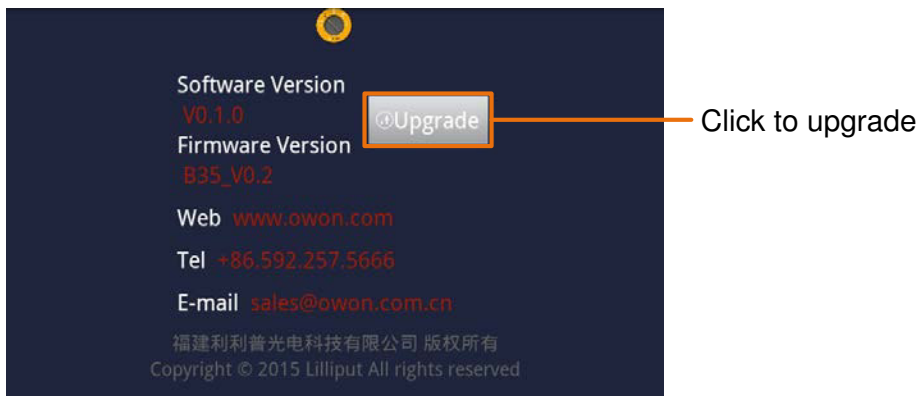 Software Version
V0.1.0
Upgrade
Click to upgrade
Firmware Version
B35_V0.2
Web www.owon.com
Tel +86.592.257.5666
E-mail sales@owon.com.cn
福建利利普光电科技有限公司 版权所有
Copyright © 2015 Lilliput All rights reserved